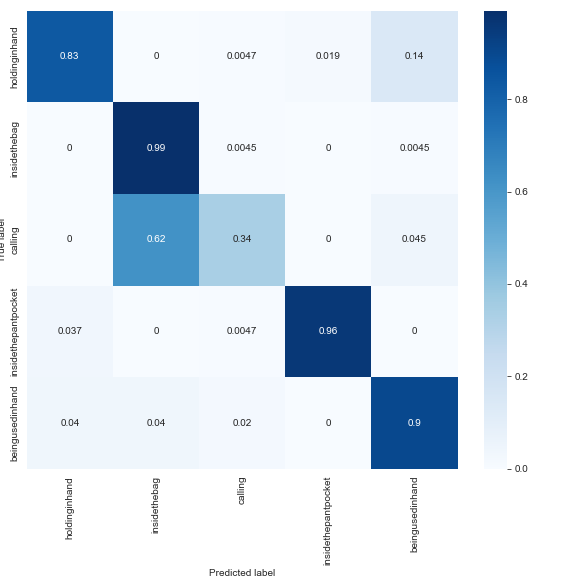 holdinginhand 0.83 0 0.0047 0.019 0.14
insidethebag 0 0.99 0.0045 0 0.0045
True label
calling 0 0.62 0.34 0 0.045
insidethepantpocket 0.037 0 0.0047 0.96 0
beingusedinhand 0.04 0.04 0.02 0 0.9
0.8
0.6
0.4
0.2
0.0
holdinginhand insidethebag calling insidethepantpocket beingusedinhand
Predicted label